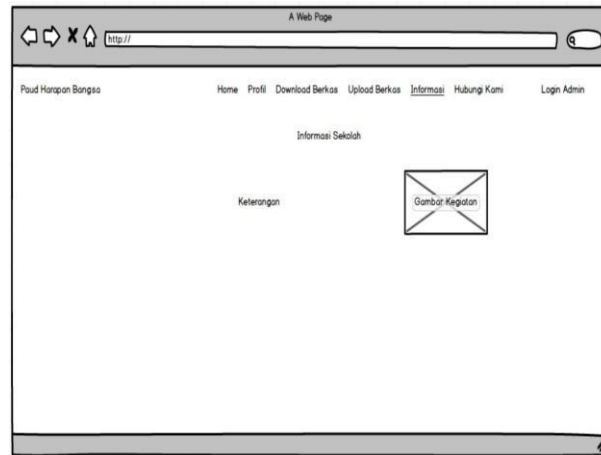 A Web Page
http://
Paud Harapan Bangsa Home Profil Download Berkas Upload Berkas Informasi Hubungi Kami Login Admin
Informasi Sekolah
Keterangan Gambar Kegiatan